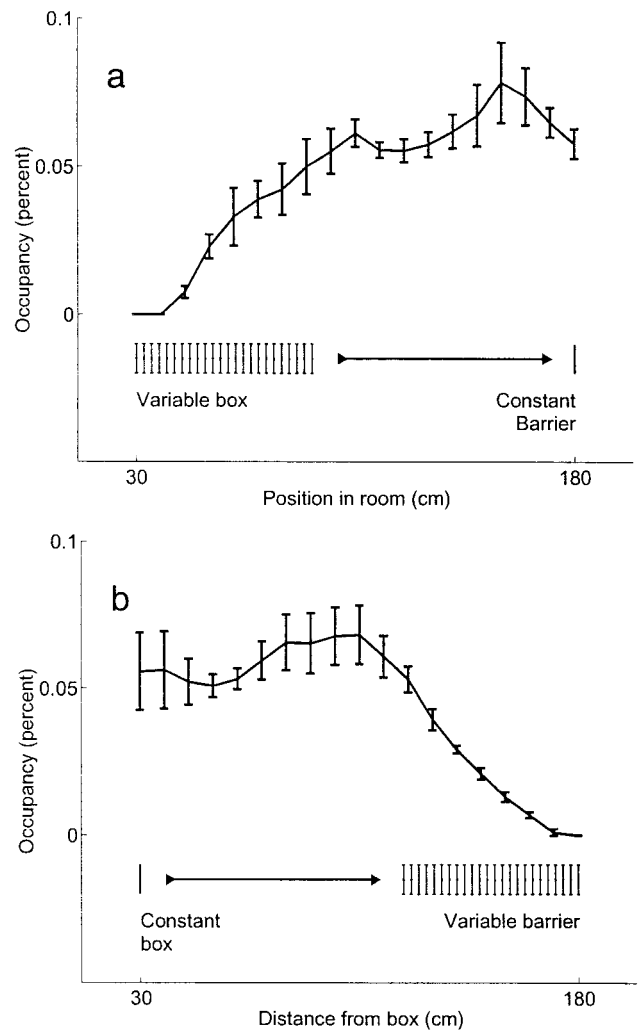 0.1
a
0.05
0
Occupancy (percent)
Variable box
Constant
Barrier
30
180
Position in room (cm)
0.1
b
0.05
0
Occupancy (percent)
Constant
box
Variable barrier
30
180
Distance from box (cm)